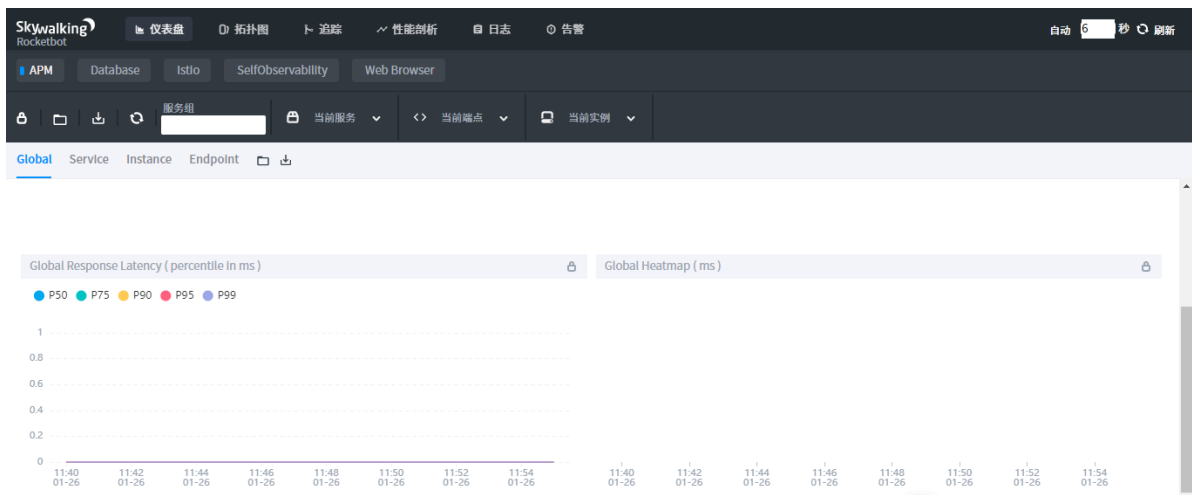 Skywalking
Rocketbot
仪表盘
拓扑图
追踪
性能剖析
日志
告警
自动 6 秒 刷新
APM Database Istio SelfObservability Web Browser
服务组
当前服务
当前端点
当前实例
Global Service Instance Endpoint
Global Response Latency ( percentile in ms )
P50 P75 P90 P95 P99
1
0.8
0.6
0.4
0.2
0
11:40 11:42 11:44 11:46 11:48 11:50 11:52 11:54
01-26 01-26 01-26 01-26 01-26 01-26 01-26 01-26
Global Heatmap ( ms )
11:40 11:42 11:44 11:46 11:48 11:50 11:52 11:54
01-26 01-26 01-26 01-26 01-26 01-26 01-26 01-26